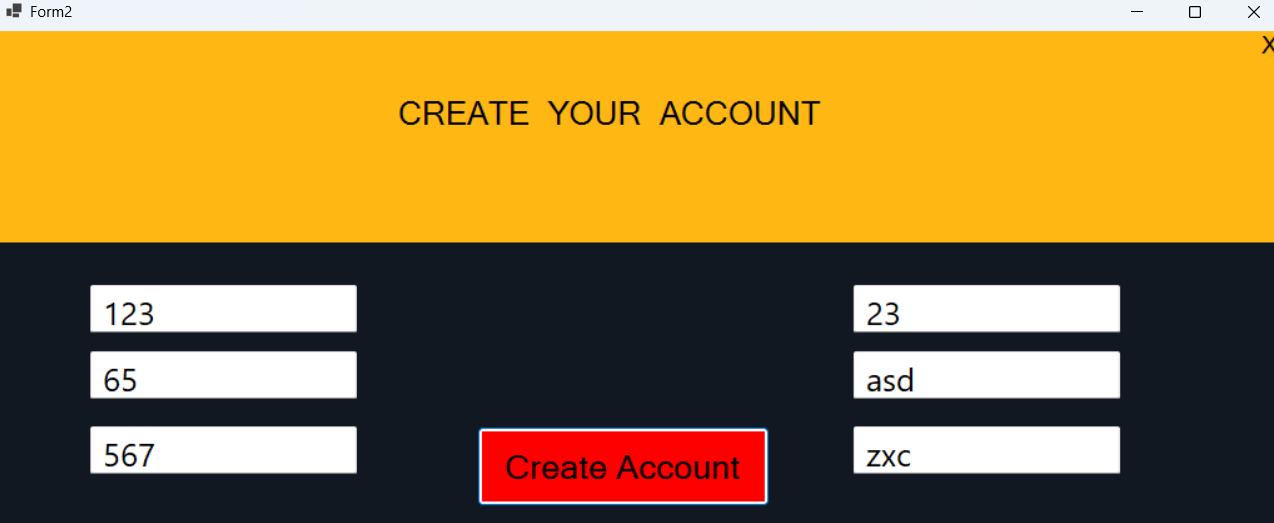 Form2
X
CREATE YOUR ACCOUNT
123
23
65
asd
567
Create Account
zxc